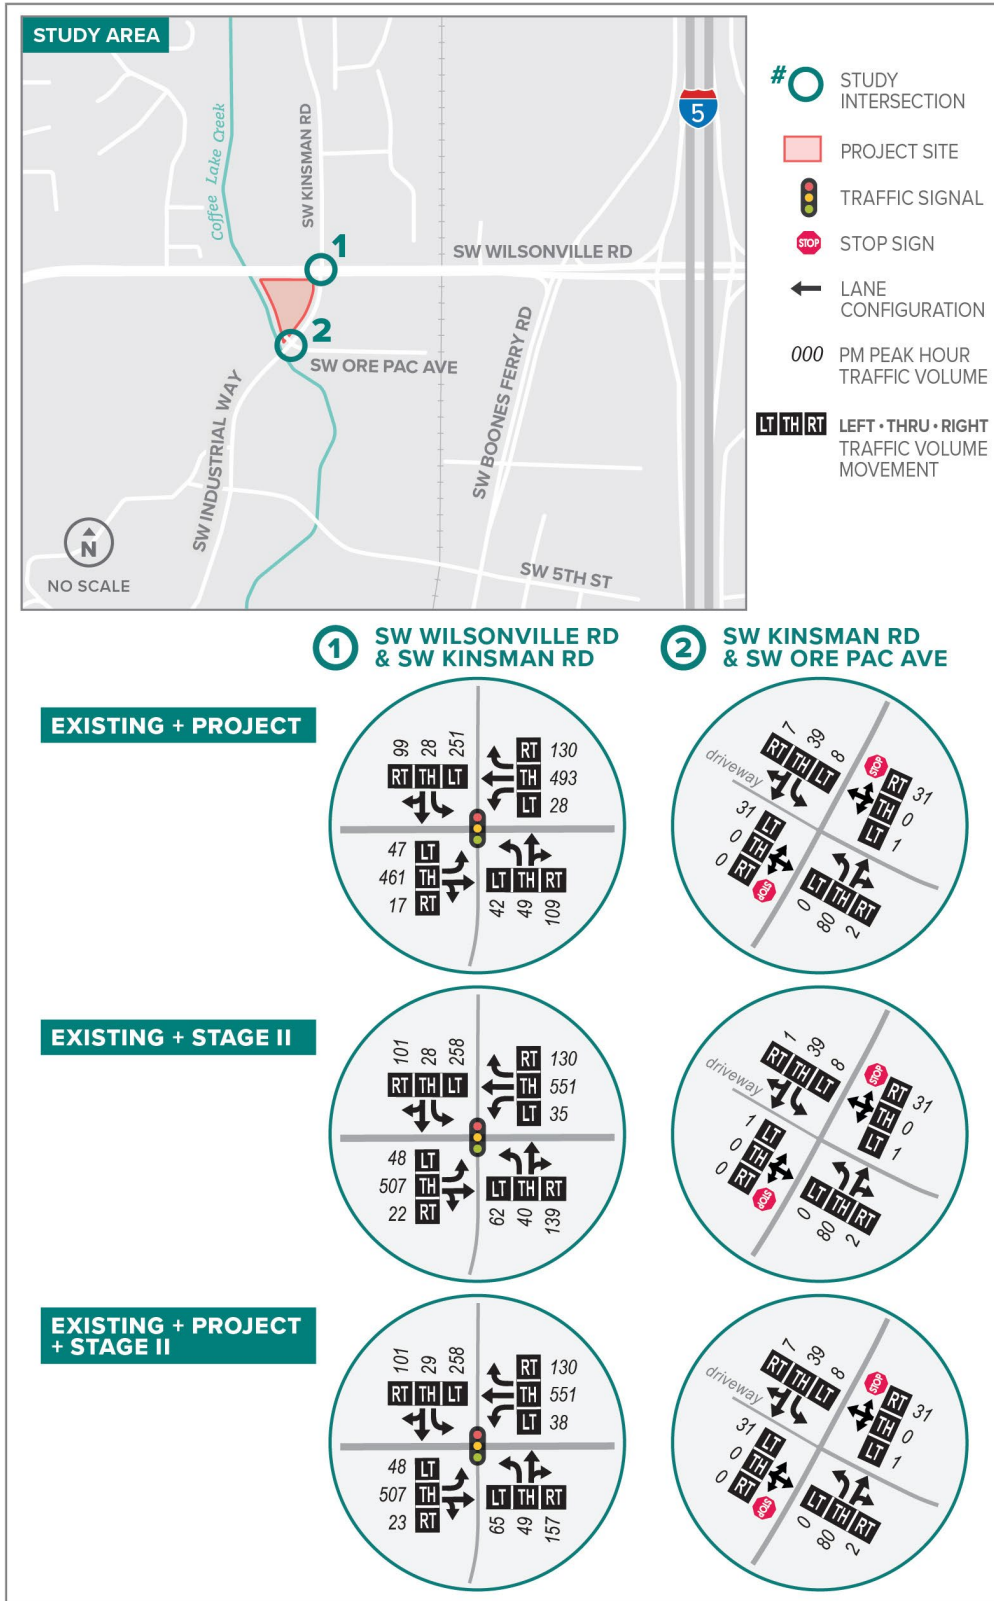 STUDY AREA
Coffee Lake Creek
SW KINSMAN RD
5
1
SW WILSONVILLE RD
2
SW ORE PAC AVE
SW BOONES FERRY RD
SW INDUSTRIAL WAY
SW 5TH ST
N
NO SCALE
#
STUDY
INTERSECTION
PROJECT SITE
TRAFFIC SIGNAL
STOP
STOP SIGN
LANE
CONFIGURATION
000
PM PEAK HOUR
TRAFFIC VOLUME
LT TH RT
LEFT • THRU • RIGHT
TRAFFIC VOLUME
MOVEMENT
1
SW WILSONVILLE RD
& SW KINSMAN RD
2
SW KINSMAN RD
& SW ORE PAC AVE
EXISTING + PROJECT
99 28 251
RT TH LT
RT 130
TH 493
LT 28
47 LT
461 TH
17 RT
LT TH RT
42 49 109
driveway
7 39 8
RT TH LT
STOP
RT 31
TH 0
LT 1
31 LT
0 TH
0 RT
STOP
LT TH RT
0 80 2
EXISTING + STAGE II
101 28 258
RT TH LT
RT 130
TH 551
LT 35
48 LT
507 TH
22 RT
LT TH RT
62 40 139
driveway
1 39 8
RT TH LT
STOP
RT 31
TH 0
LT 1
1 LT
0 TH
0 RT
STOP
LT TH RT
0 80 2
EXISTING + PROJECT
+ STAGE II
101 29 258
RT TH LT
RT 130
TH 551
LT 38
48 LT
507 TH
23 RT
LT TH RT
65 49 157
driveway
7 39 8
RT TH LT
STOP
RT 31
TH 0
LT 1
31 LT
0 TH
0 RT
STOP
LT TH RT
0 80 2